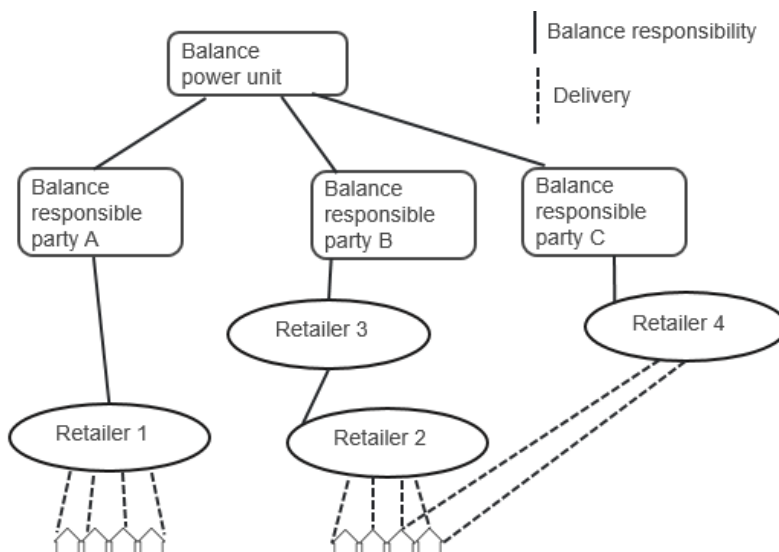 Balance
power unit
Balance responsibility
Delivery
Balance
responsible
party A
Balance
responsible
party B
Balance
responsible
party C
Retailer 3
Retailer 4
Retailer 1
Retailer 2